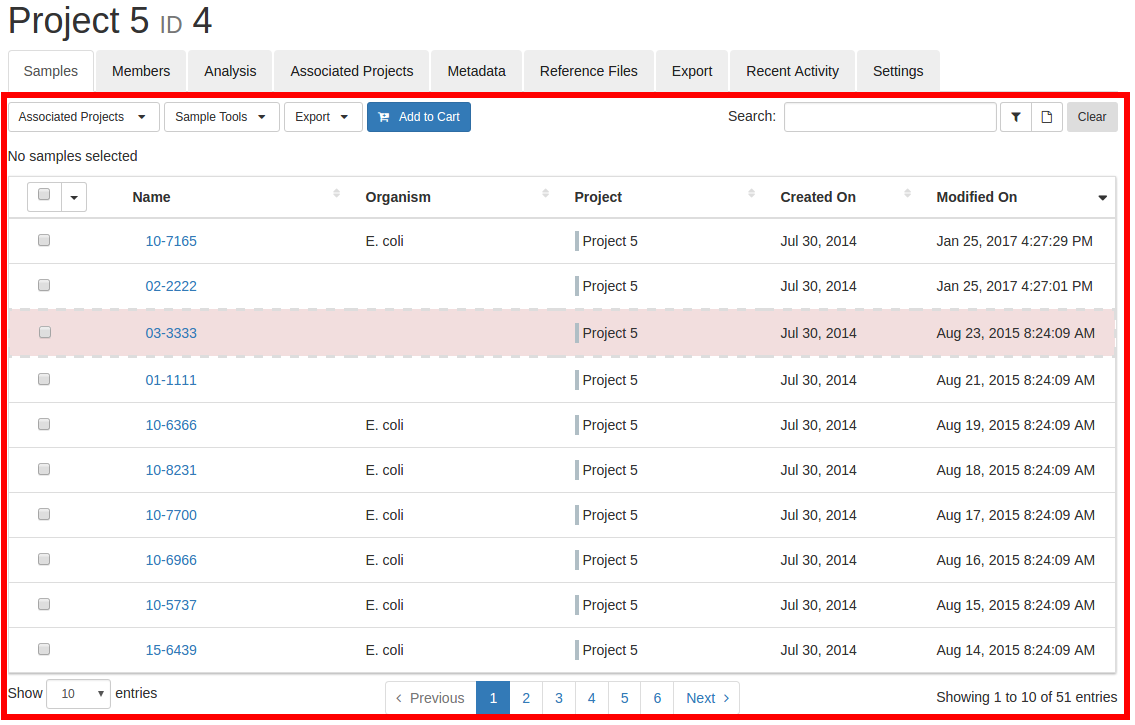 Project 5 ID 4
Samples Members Analysis Associated Projects Metadata Reference Files Export Recent Activity Settings
Associated Projects Sample Tools Export Add to Cart Search: Clear
No samples selected
Name Organism Project Created On Modified On
10-7165 E. coli Project 5 Jul 30, 2014 Jan 25, 2017 4:27:29 PM
02-2222 Project 5 Jul 30, 2014 Jan 25, 2017 4:27:01 PM
03-3333 Project 5 Jul 30, 2014 Aug 23, 2015 8:24:09 AM
01-1111 Project 5 Jul 30, 2014 Aug 21, 2015 8:24:09 AM
10-6366 E. coli Project 5 Jul 30, 2014 Aug 19, 2015 8:24:09 AM
10-8231 E. coli Project 5 Jul 30, 2014 Aug 18, 2015 8:24:09 AM
10-7700 E. coli Project 5 Jul 30, 2014 Aug 17, 2015 8:24:09 AM
10-6966 E. coli Project 5 Jul 30, 2014 Aug 16, 2015 8:24:09 AM
10-5737 E. coli Project 5 Jul 30, 2014 Aug 15, 2015 8:24:09 AM
15-6439 E. coli Project 5 Jul 30, 2014 Aug 14, 2015 8:24:09 AM
Show 10 entries ‹ Previous 1 2 3 4 5 6 Next › Showing 1 to 10 of 51 entries